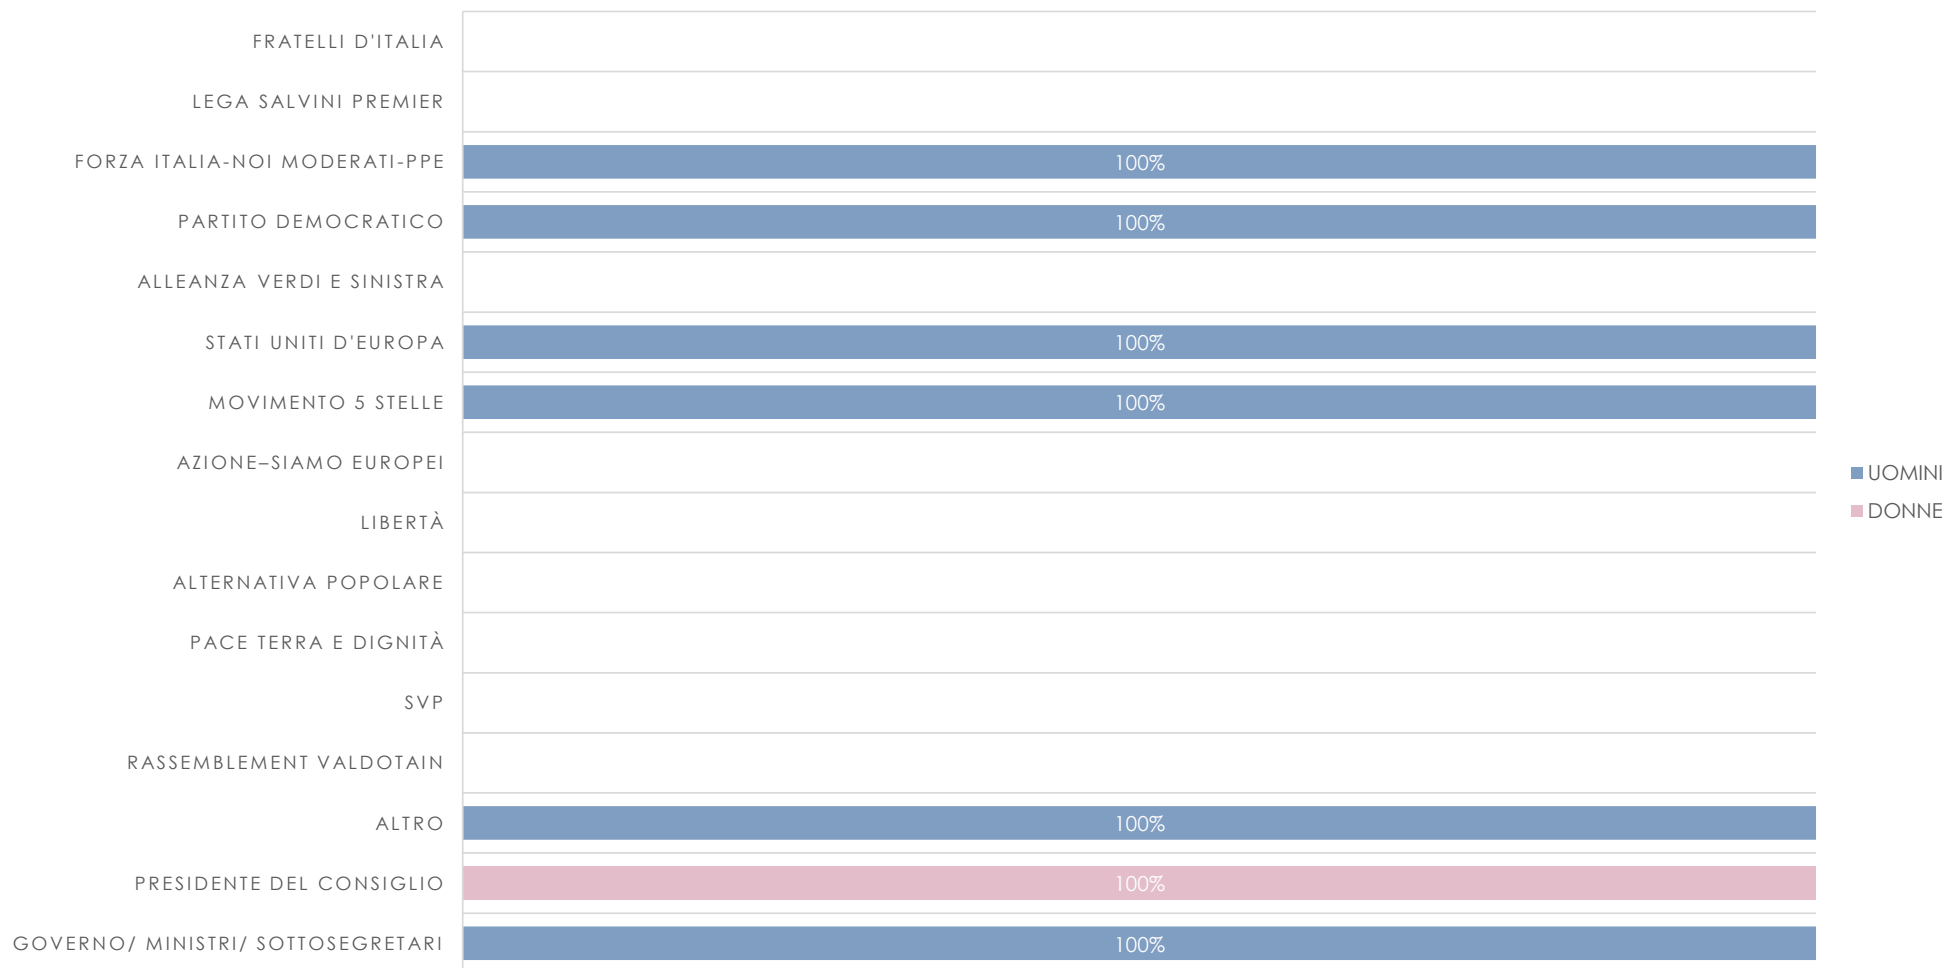 FRATELLI D'ITALIA
LEGA SALVINI PREMIER
FORZA ITALIA-NOI MODERATI-PPE 100%
PARTITO DEMOCRATICO 100%
ALLEANZA VERDI E SINISTRA
STATI UNITI D'EUROPA 100%
MOVIMENTO 5 STELLE 100%
AZIONE–SIAMO EUROPEI
LIBERTÀ
ALTERNATIVA POPOLARE
PACE TERRA E DIGNITÀ
SVP
RASSEMBLEMENT VALDOTAIN
ALTRO 100%
PRESIDENTE DEL CONSIGLIO 100%
GOVERNO/ MINISTRI/ SOTTOSEGRETARI 100%
UOMINI
DONNE